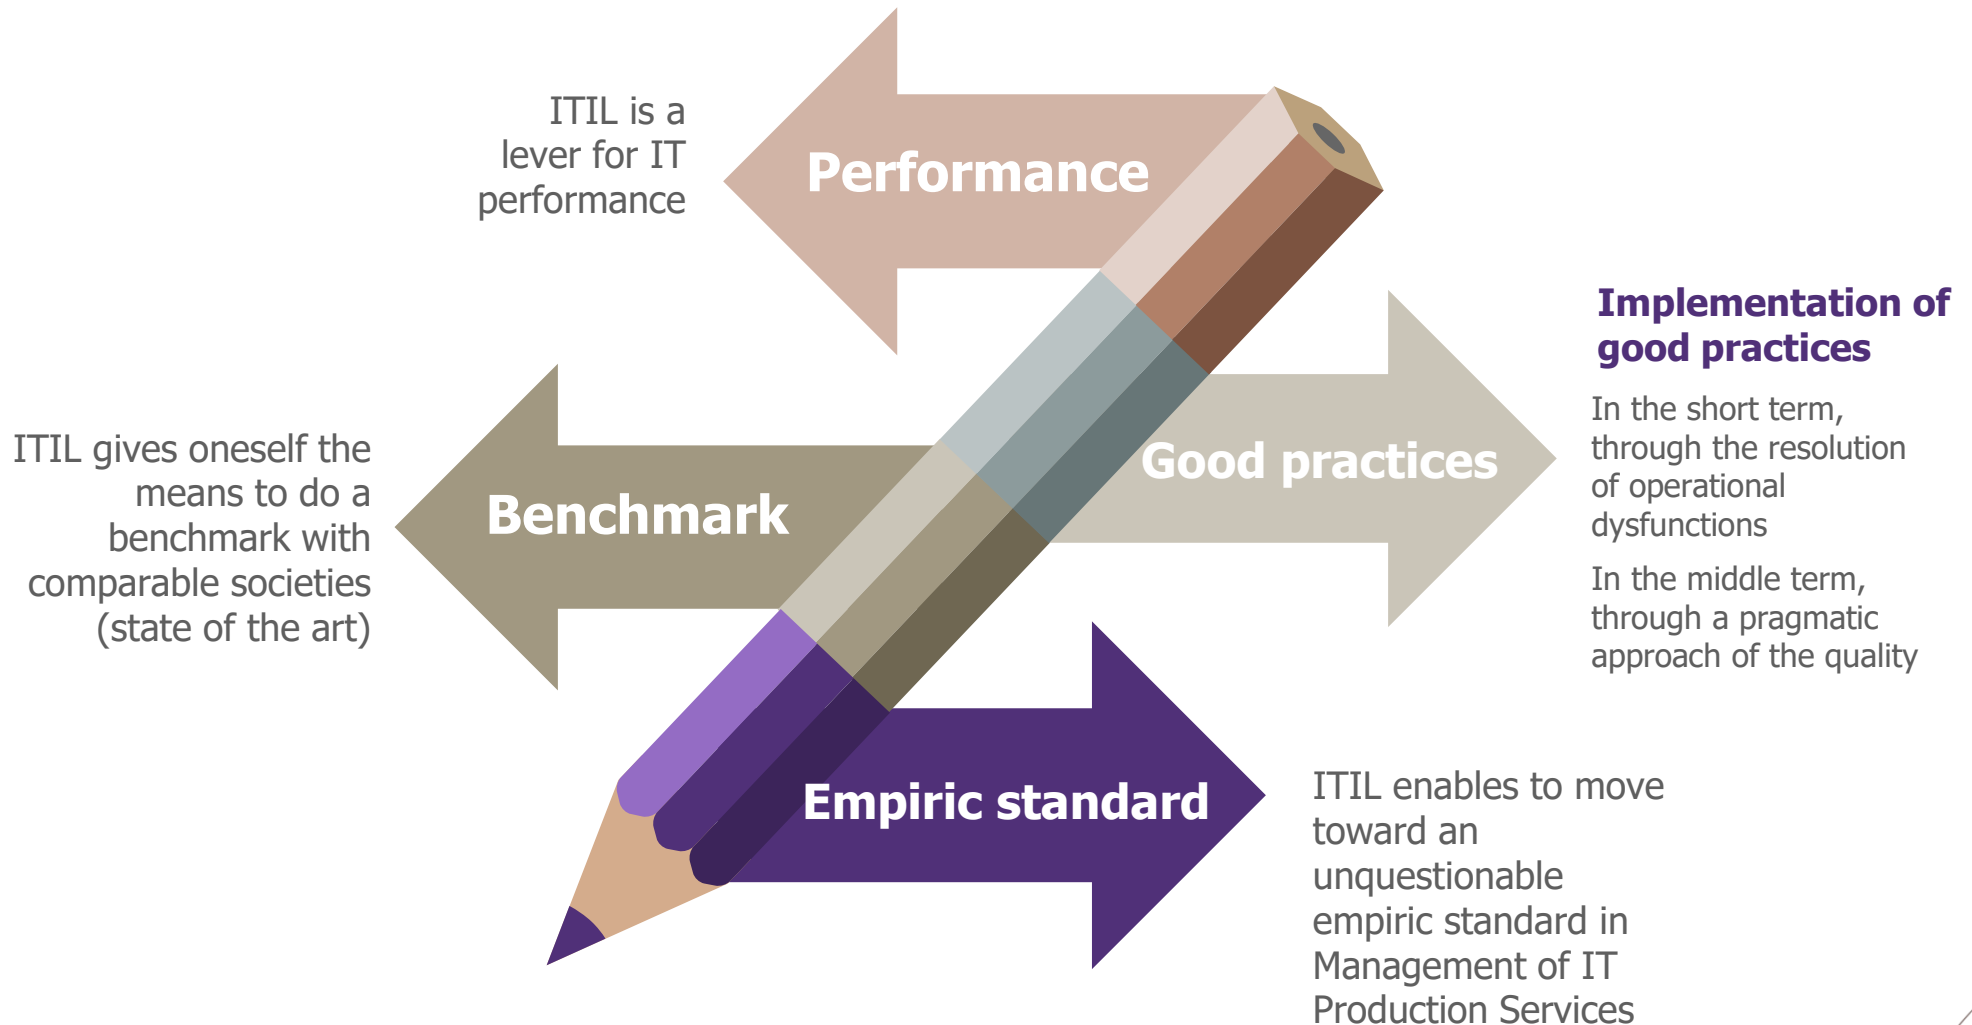 ITIL is a
lever for IT
performance
Performance
Implementation of
good practices
In the short term,
through the resolution
of operational
dysfunctions
In the middle term,
through a pragmatic
approach of the quality
Good practices
ITIL gives oneself the
means to do a
benchmark with
comparable societies
(state of the art)
Benchmark
Empiric standard
ITIL enables to move
toward an
unquestionable
empiric standard in
Management of IT
Production Services